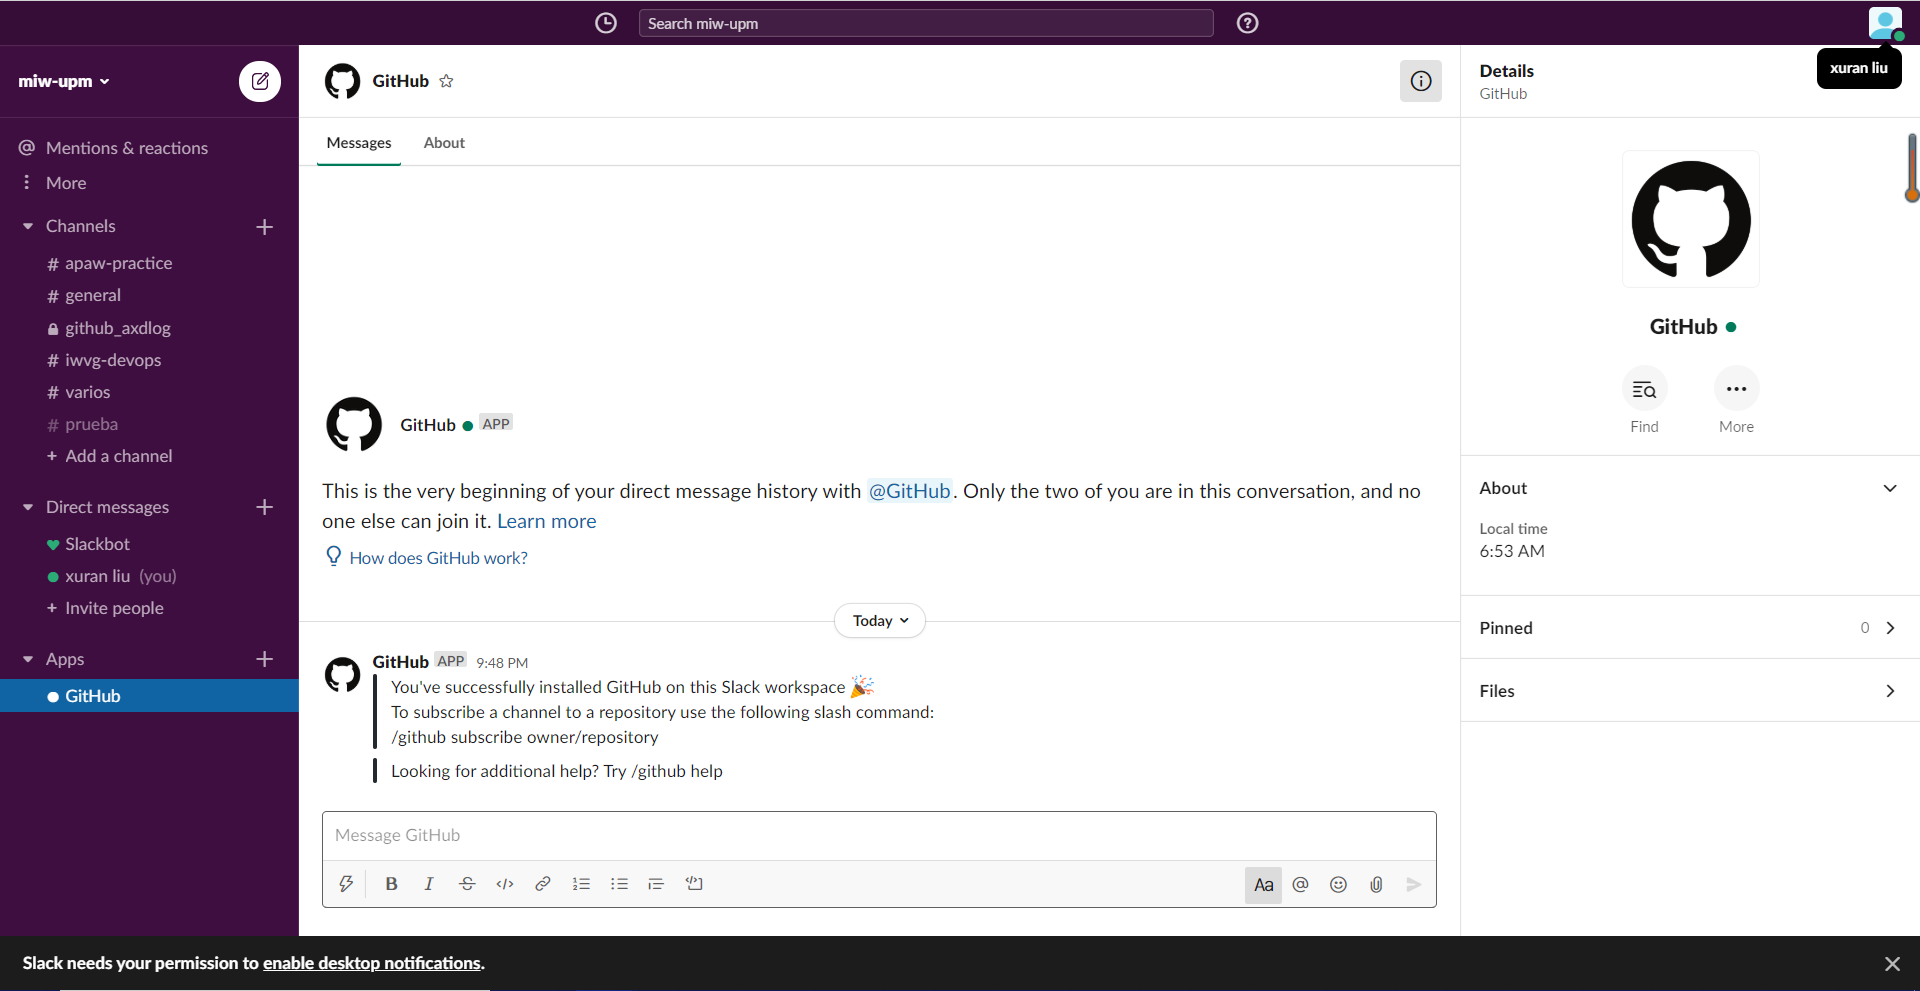 Search miw-upm
miw-upm
Mentions & reactions
More
Channels
# apaw-practice
# general
github_axdlog
# iwvg-devops
# varios
# prueba
+ Add a channel
Direct messages
Slackbot
xuran liu (you)
+ Invite people
Apps
GitHub
GitHub
Messages
About
GitHub APP
This is the very beginning of your direct message history with @GitHub. Only the two of you are in this conversation, and no
one else can join it. Learn more
How does GitHub work?
Today
GitHub APP 9:48 PM
You've successfully installed GitHub on this Slack workspace 🎉
To subscribe a channel to a repository use the following slash command:
/github subscribe owner/repository
Looking for additional help? Try /github help
Message GitHub
B I S </> Aa @
Details
GitHub
xuran liu
GitHub
Find
More
About
Local time
6:53 AM
Pinned 0
Files
Slack needs your permission to enable desktop notifications.